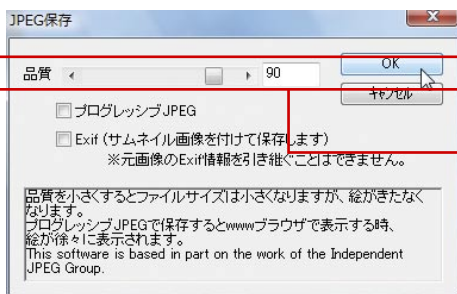 JPEG保存
品質
90
OK
キャンセル
プログレッシブJPEG
Exif (サムネイル画像を付けて保存します)
※元画像のExif情報を引き継ぐことはできません。
品質を小さくするとファイルサイズは小さくなりますが、絵がきたなく
なります。
プログレッシブJPEGで保存するとwwwブラウザで表示する時、
絵が徐々に表示されます。
This software is based in part on the work of the Independent
JPEG Group.